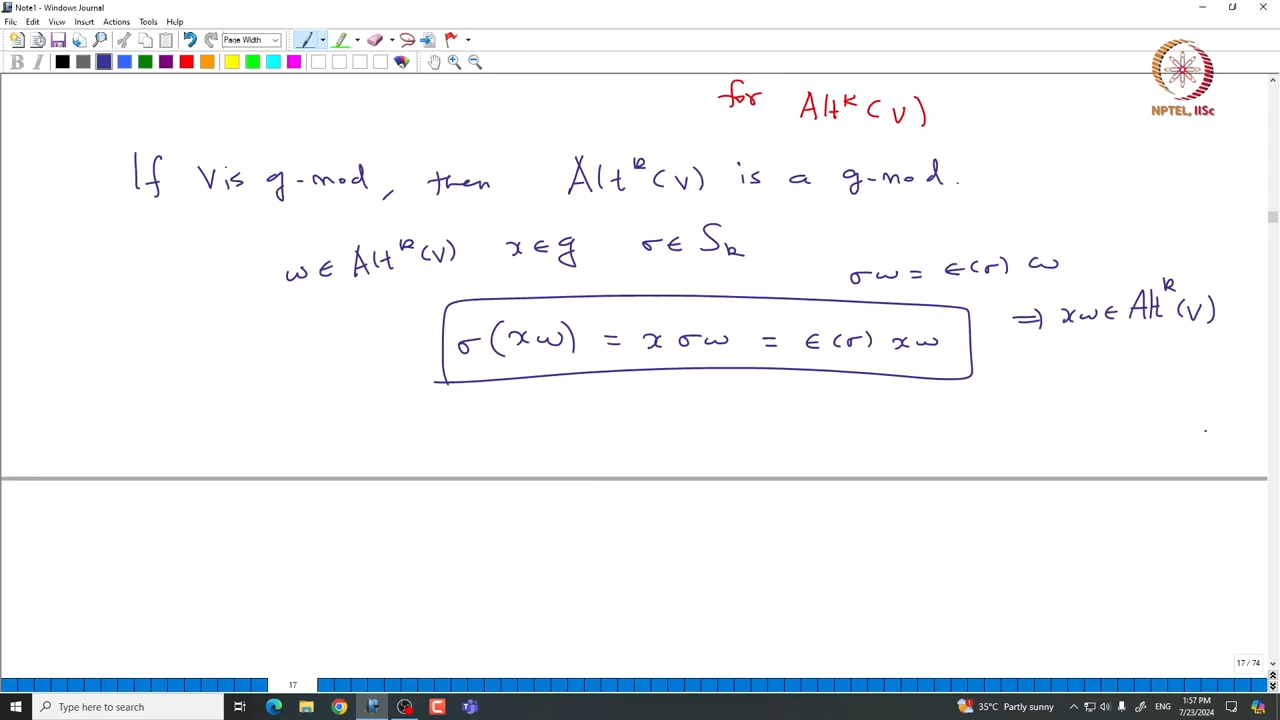 Note1 - Windows Journal
File Edit View Insert Actions Tools Help
Page Width
B I
NPTEL, IISc
for Alt^k(V)
If V is g-mod, then Alt^k(V) is a g-mod.
ω ∈ Alt^k(V) x ∈ g σ ∈ S_k
σω = ϵ(σ) ω
⇒ xω ∈ Alt^k(V)
σ(xω) = x σω = ϵ(σ) xω
17 / 74
17
Type here to search
35°C Partly sunny
ENG
1:57 PM
7/23/2024